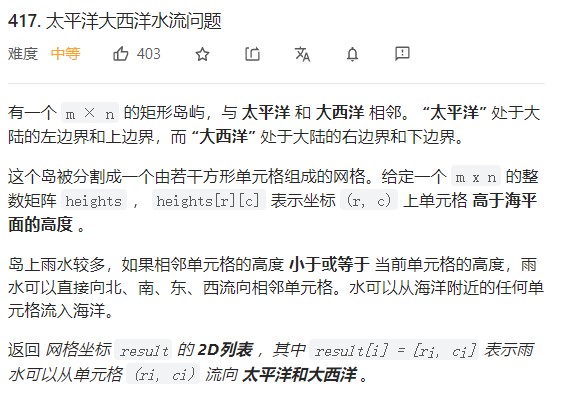 417. 太平洋大西洋水流问题
难度 中等 403
有一个 m × n 的矩形岛屿，与 太平洋 和 大西洋 相邻。 “太平洋” 处于大
陆的左边界和上边界，而 “大西洋” 处于大陆的右边界和下边界。
这个岛被分割成一个由若干方形单元格组成的网格。给定一个 m x n 的整
数矩阵 heights ， heights[r][c] 表示坐标 (r, c) 上单元格 高于海平
面的高度 。
岛上雨水较多，如果相邻单元格的高度 小于或等于 当前单元格的高度，雨
水可以直接向北、南、东、西流向相邻单元格。水可以从海洋附近的任何单
元格流入海洋。
返回 网格坐标 result 的 2D列表 ，其中 result[i] = [ri, ci] 表示雨
水可以从单元格 (ri, ci) 流向 太平洋和大西洋 。